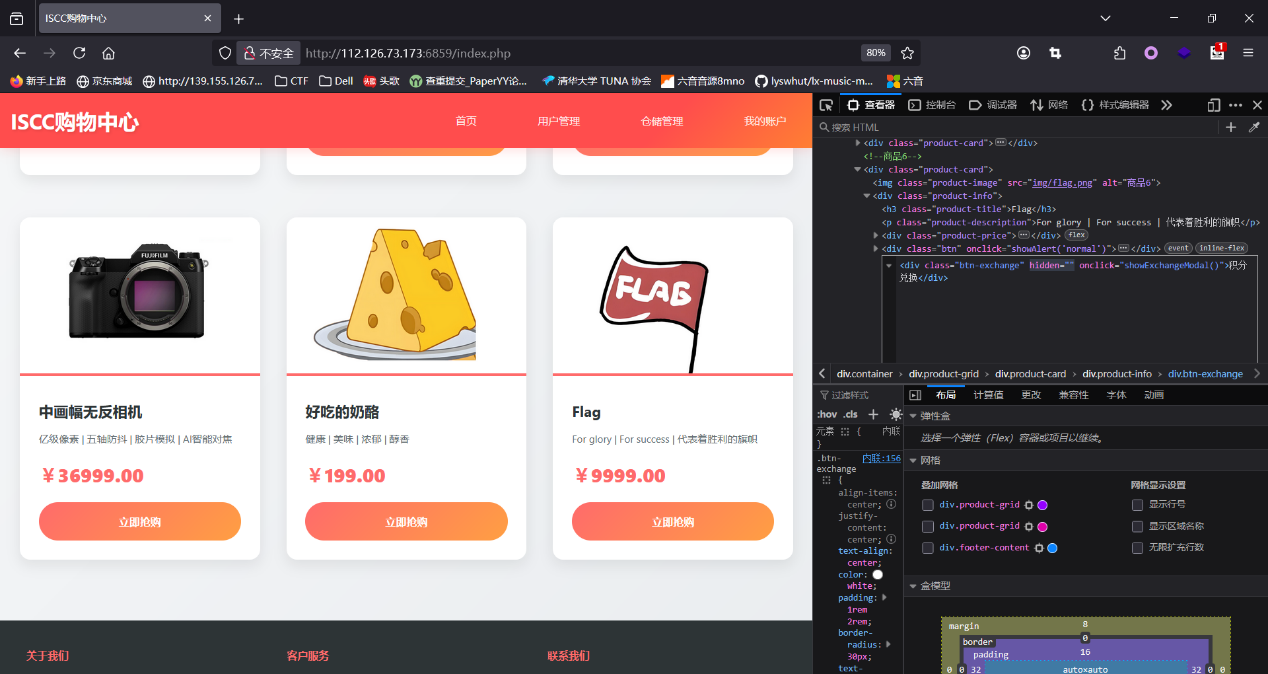 ISCC购物中心
不安全
http://112.126.73.173:6859/index.php
80%
1
新手上路
京东商城
http://139.155.126.7...
CTF
Dell
头歌
查重提交_PaperYY论...
清华大学 TUNA 协会
六音音源8mno
lyswhut/lx-music-m...
六音
ISCC购物中心
首页
用户管理
仓储管理
我的账户
FUJIFILM
FLAG
中画幅无反相机
亿级像素 | 五轴防抖 | 胶片模拟 | AI智能对焦
￥36999.00
立即抢购
好吃的奶酪
健康 | 美味 | 浓郁 | 醇香
￥199.00
立即抢购
Flag
For glory | For success | 代表着胜利的旗帜
￥9999.00
立即抢购
关于我们
客户服务
联系我们
查看器
控制台
调试器
网络
样式编辑器
搜索 HTML
<div class="product-card"></div>
<!--商品6-->
<div class="product-card">
<img class="product-image" src="img/flag.png" alt="商品6">
<div class="product-info">
<h3 class="product-title">Flag</h3>
<p class="product-description">For glory | For success | 代表着胜利的旗帜</p>
<div class="product-price"></div> flex
<div class="btn" onclick="showAlert('normal')"></div> event inline-flex
<div class="btn-exchange" hidden="" onclick="showExchangeModal()">积分
兑换</div>
div.container
div.product-grid
div.product-card
div.product-info
div.btn-exchange
过滤样式
:hov .cls
元素 { 内联
}
.btn- 内联:156
exchange
{
align-items:
center;
justify-
content:
center;
text-align:
center;
color:
white;
padding:
1rem
2rem;
border-
radius:
30px;
text-
布局
计算值
更改
兼容性
字体
动画
弹性盒
选择一个弹性（Flex）容器或项目以继续。
网格
叠加网格
div.product-grid
div.product-grid
div.footer-content
网格显示设置
显示行号
显示区域名称
无限扩充行数
盒模型
margin
8
border
0
padding
16
0 0 32 auto×auto 32 0 0